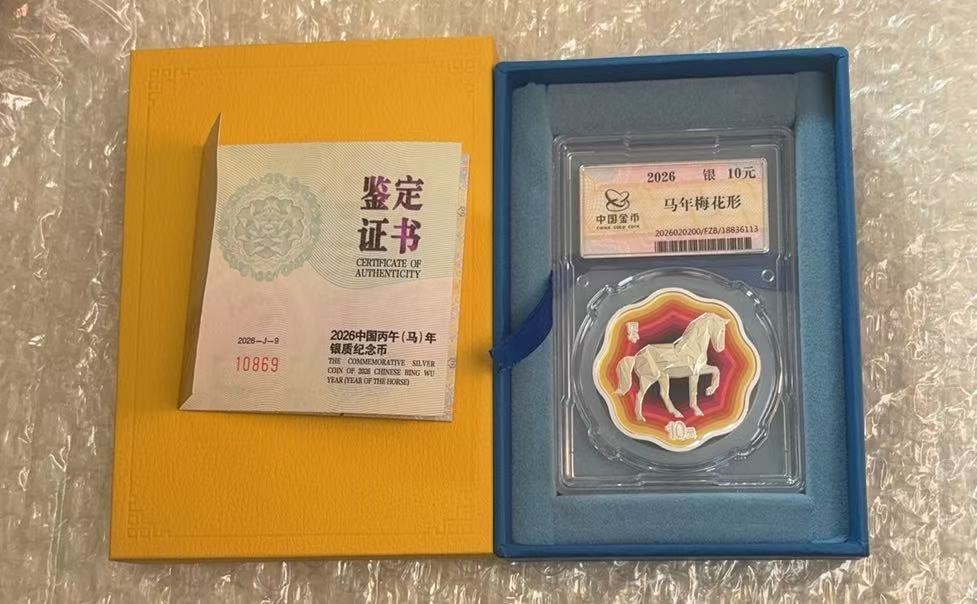 鉴定
证书
CERTIFICATE OF
AUTHENTICITY
2026—J—9
10869
2026中国丙午（马）年
银质纪念币
THE COMMEMORATIVE SILVER
COIN OF 2026 CHINESE BING WU
YEAR (YEAR OF THE HORSE)
2026 银 10元
中国金币
CHINA GOLD COIN
马年梅花形
2026020200/FZB/18836113
10元